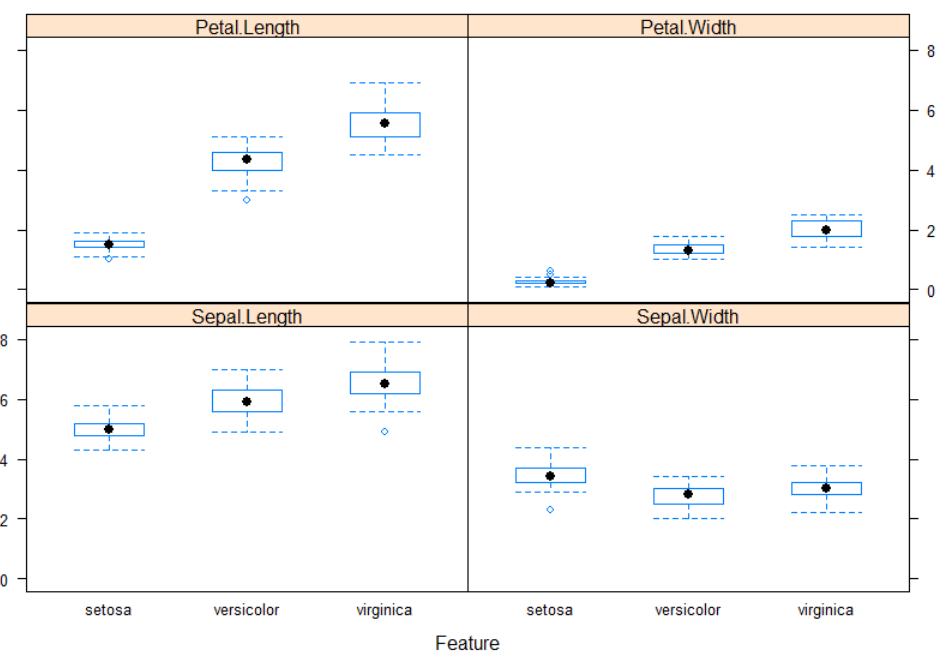 Petal.Length Petal.Width
8
6
4
2
0
Sepal.Length Sepal.Width
8
6
4
2
0
setosa versicolor virginica setosa versicolor virginica
Feature